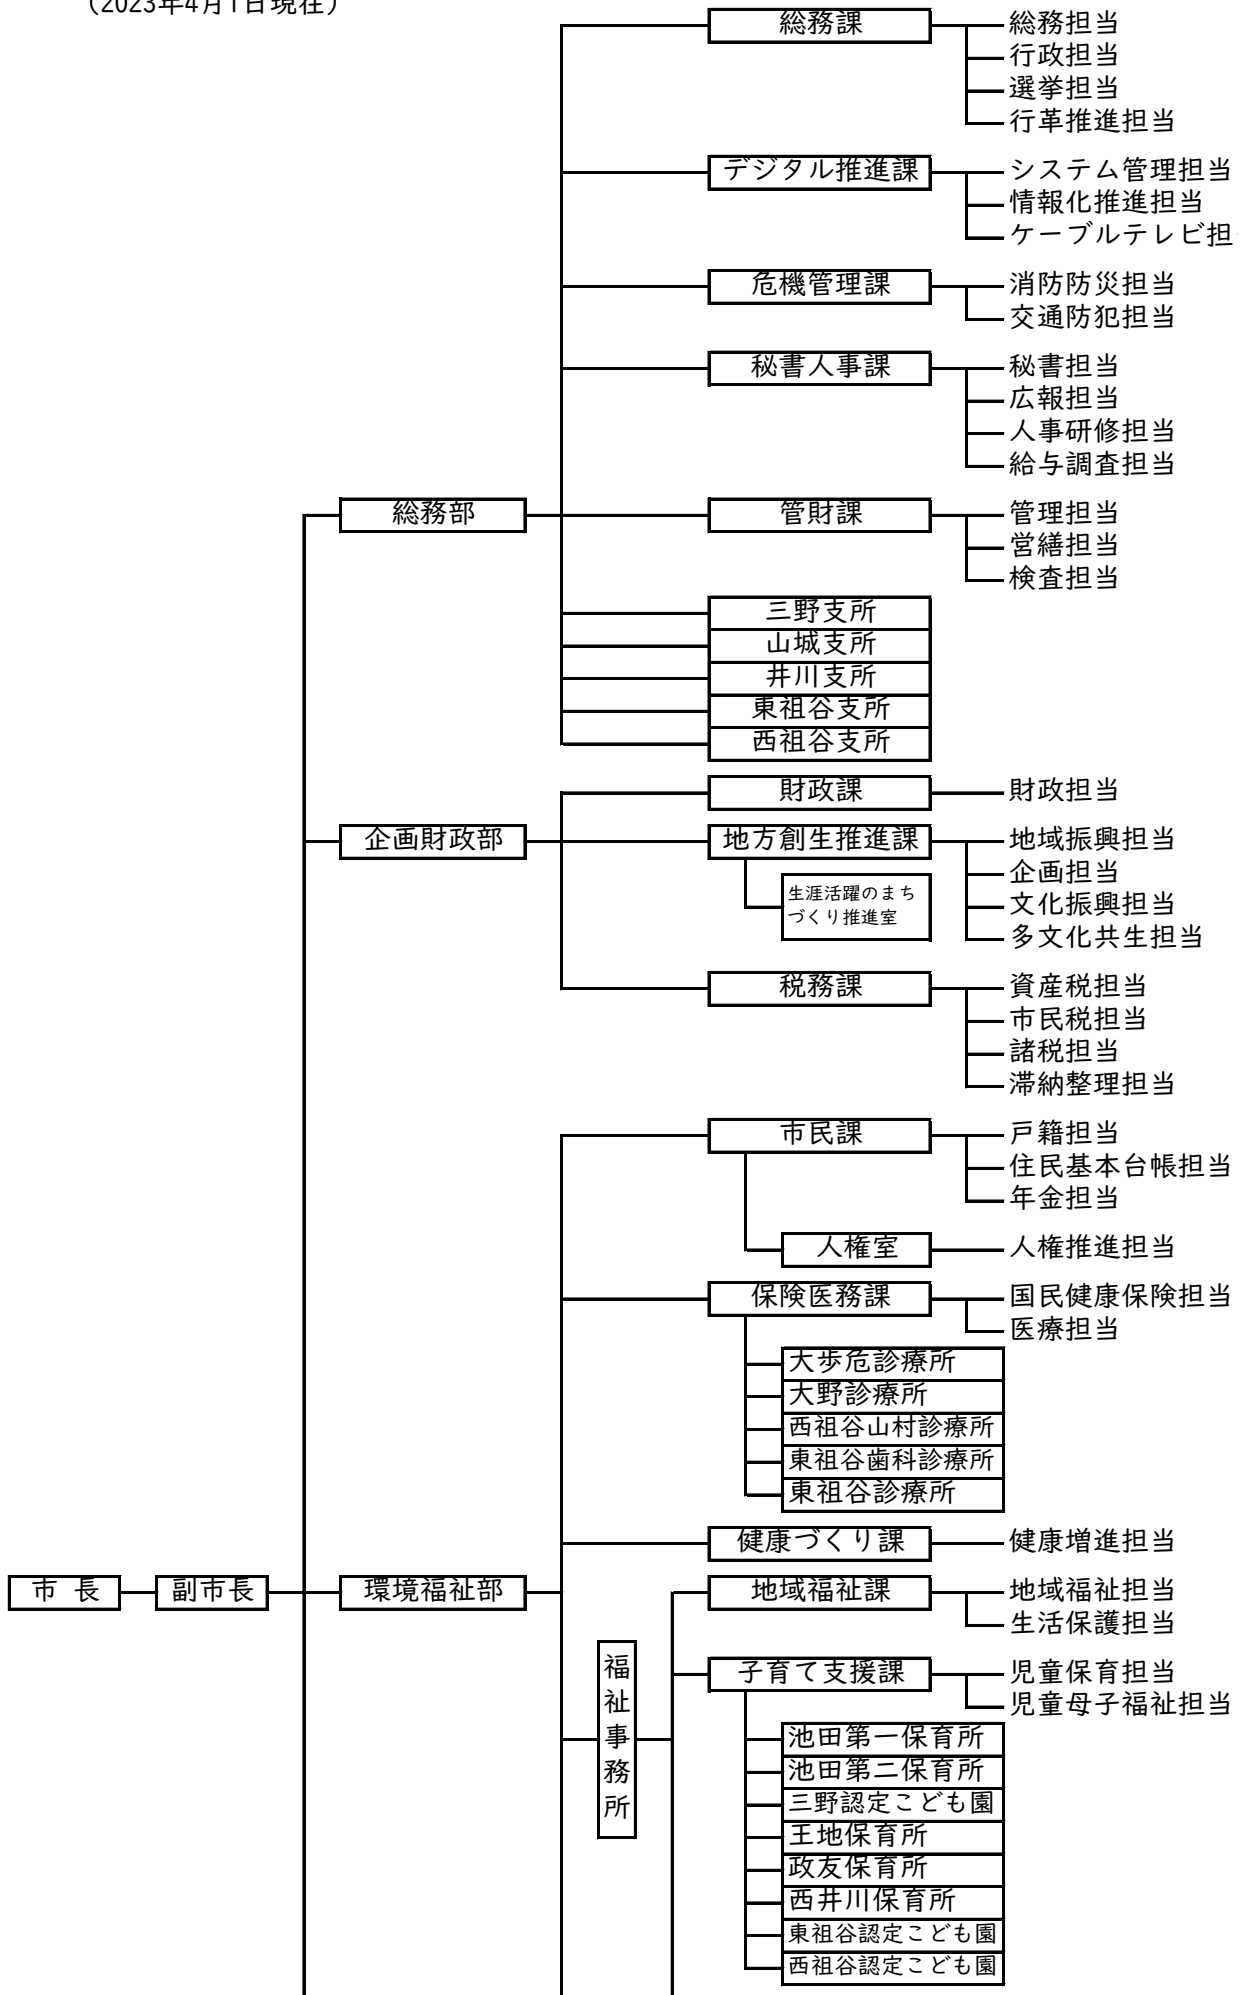 （2023年4月1日現在）
総務課
総務担当
行政担当
選挙担当
行革推進担当
デジタル推進課
システム管理担当
情報化推進担当
ケーブルテレビ担
危機管理課
消防防災担当
交通防犯担当
秘書人事課
秘書担当
広報担当
人事研修担当
給与調査担当
総務部
管財課
管理担当
営繕担当
検査担当
三野支所
山城支所
井川支所
東祖谷支所
西祖谷支所
財政課
財政担当
企画財政部
地方創生推進課
地域振興担当
企画担当
文化振興担当
多文化共生担当
生涯活躍のまち
づくり推進室
税務課
資産税担当
市民税担当
諸税担当
滞納整理担当
市民課
戸籍担当
住民基本台帳担当
年金担当
人権室
人権推進担当
保険医務課
国民健康保険担当
医療担当
大歩危診療所
大野診療所
西祖谷山村診療所
東祖谷歯科診療所
東祖谷診療所
健康づくり課
健康増進担当
市 長
副市長
環境福祉部
地域福祉課
地域福祉担当
生活保護担当
福祉事務所
子育て支援課
児童保育担当
児童母子福祉担当
池田第一保育所
池田第二保育所
三野認定こども園
王地保育所
政友保育所
西井川保育所
東祖谷認定こども園
西祖谷認定こども園